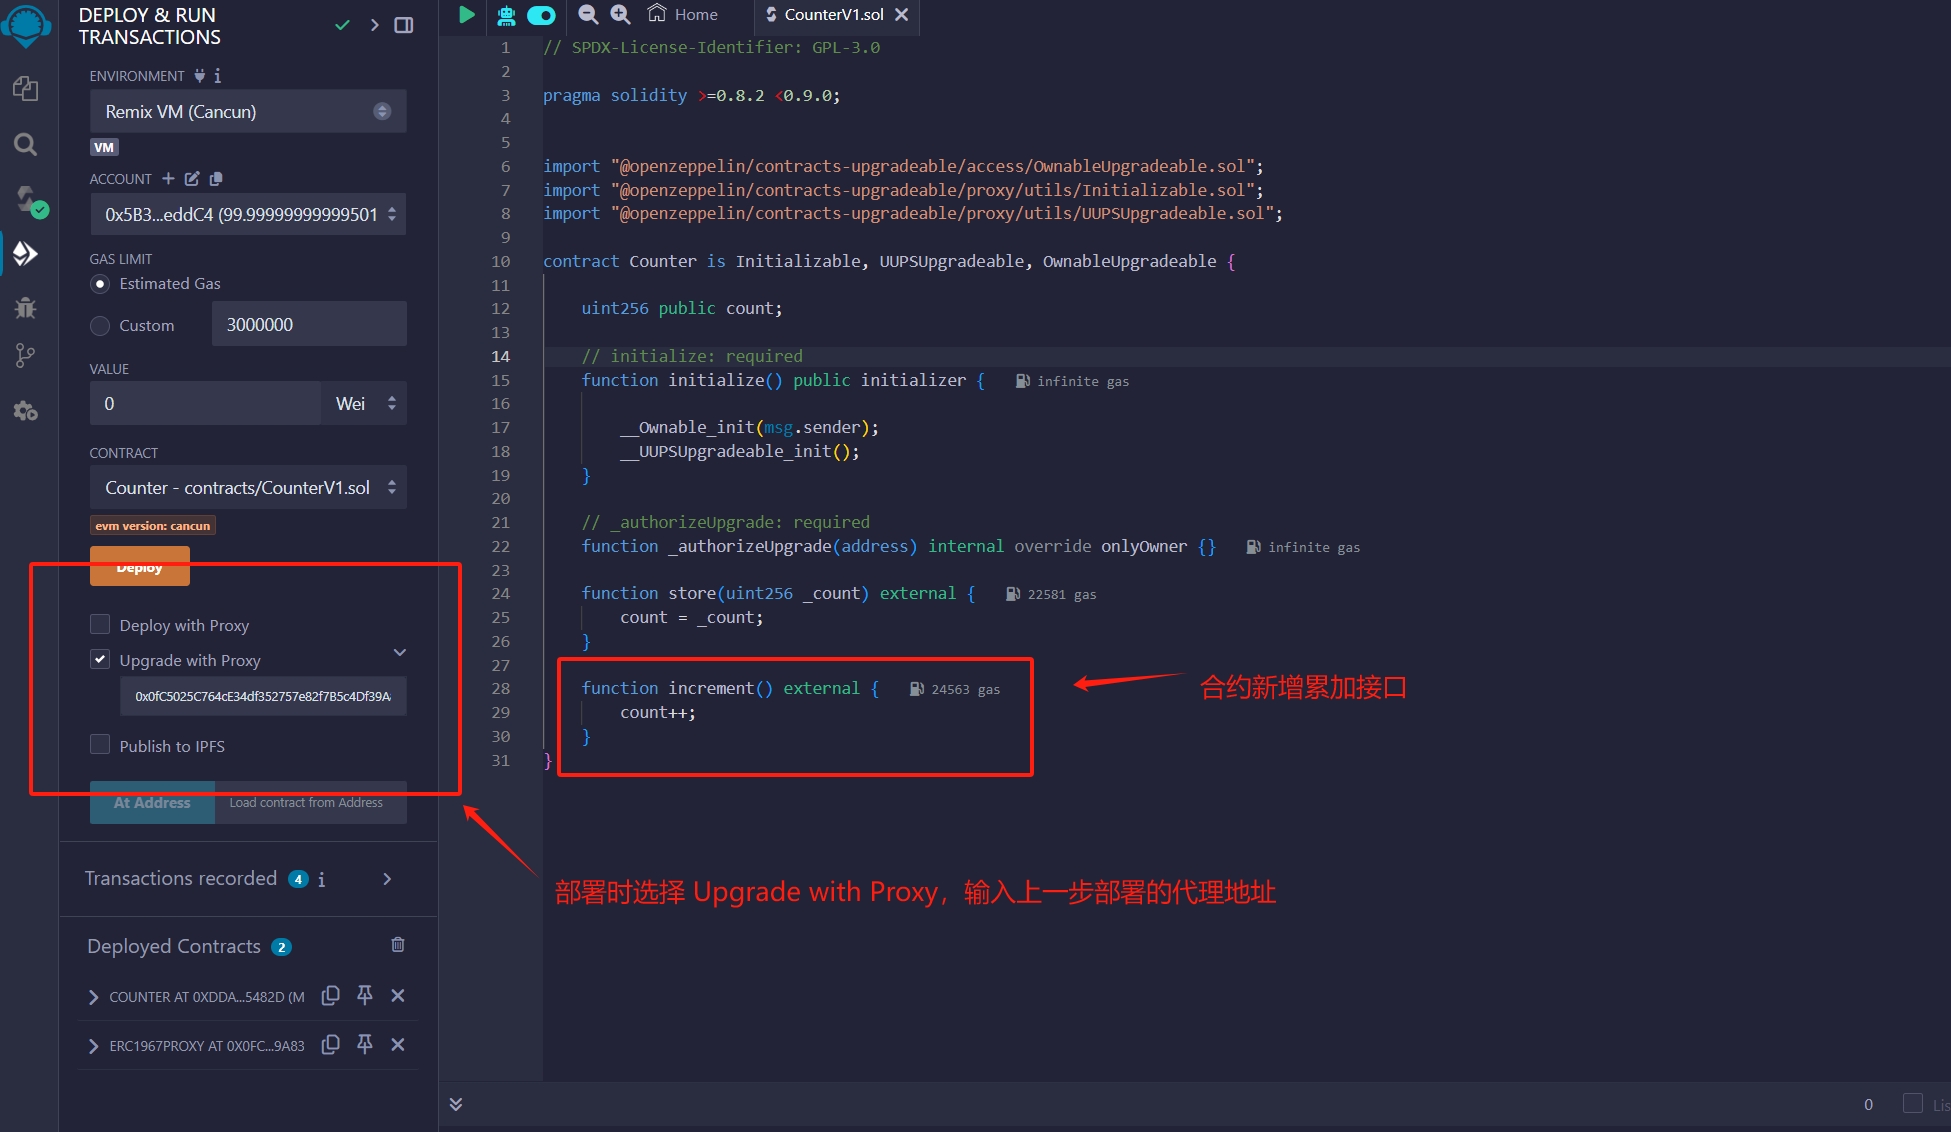 DEPLOY & RUN
TRANSACTIONS
ENVIRONMENT
Remix VM (Cancun)
VM
ACCOUNT
0x5B3...eddC4 (99.99999999999501
GAS LIMIT
Estimated Gas
Custom
3000000
VALUE
0
Wei
CONTRACT
Counter - contracts/CounterV1.sol
evm version: cancun
Deploy
Deploy with Proxy
Upgrade with Proxy
0x0fC5025C764cE34df352757e82f7B5c4Df39A
Publish to IPFS
At Address
Load contract from Address
Transactions recorded 4
Deployed Contracts 2
COUNTER AT 0XDDA...5482D (M
ERC1967PROXY AT 0X0FC...9A83
Home
CounterV1.sol
1 // SPDX-License-Identifier: GPL-3.0
2
3 pragma solidity >=0.8.2 <0.9.0;
4
5
6 import "@openzeppelin/contracts-upgradeable/access/OwnableUpgradeable.sol";
7 import "@openzeppelin/contracts-upgradeable/proxy/utils/Initializable.sol";
8 import "@openzeppelin/contracts-upgradeable/proxy/utils/UUPSUpgradeable.sol";
9
10 contract Counter is Initializable, UUPSUpgradeable, OwnableUpgradeable {
11
12 uint256 public count;
13
14 // initialize: required
15 function initialize() public initializer { infinite gas
16
17 __Ownable_init(msg.sender);
18 __UUPSUpgradeable_init();
19 }
20
21 // _authorizeUpgrade: required
22 function _authorizeUpgrade(address) internal override onlyOwner {} infinite gas
23
24 function store(uint256 _count) external { 22581 gas
25 count = _count;
26 }
27
28 function increment() external { 24563 gas
29 count++;
30 }
31 }
合约新增累加接口
部署时选择 Upgrade with Proxy，输入上一步部署的代理地址
0
Lis